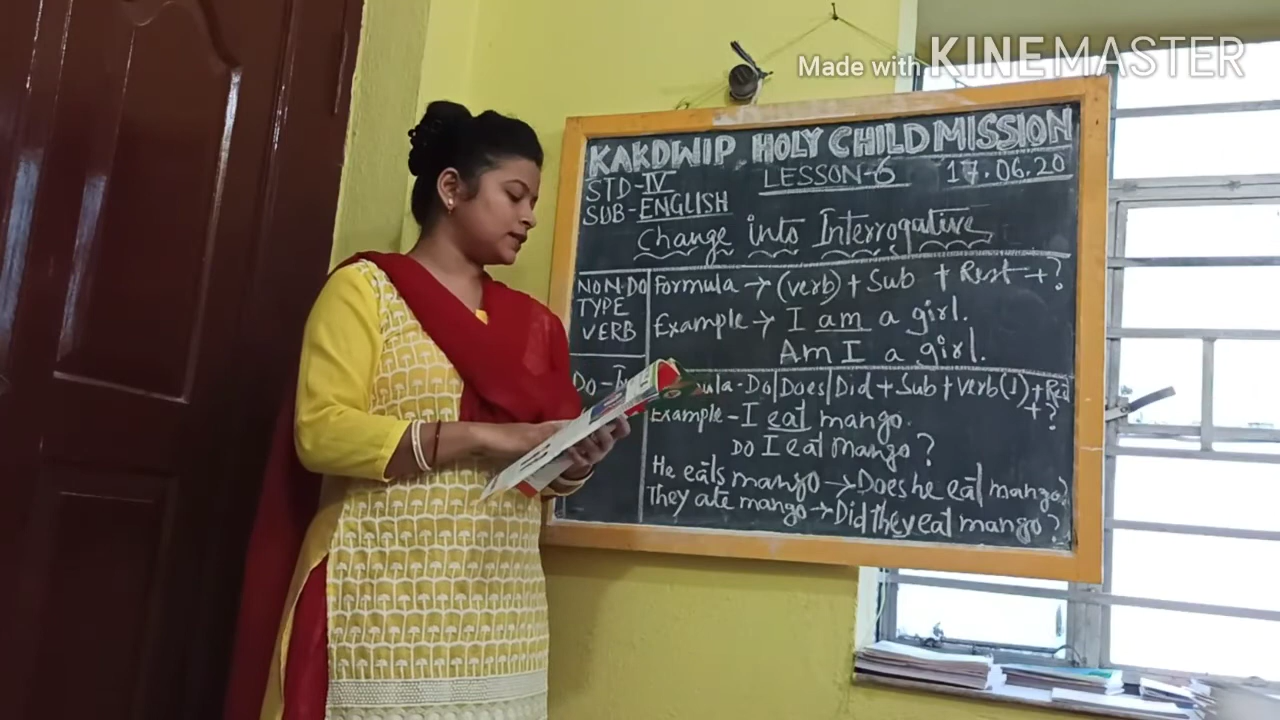 Made with KINEMASTER
KAKDWIP HOLY CHILD MISSION
STD-IV LESSON-6 17.06.20
SUB-ENGLISH
Change into Interrogative
NON-DO TYPE VERB
Formula → (verb) + Sub + Rest + ?
Example → I am a girl.
Am I a girl.
Do|Does|Did + Sub + Verb(1) + Rest + ?
Example - I eat mango.
Do I eat mango?
He eats mango → Does he eat mango?
They ate mango → Did they eat mango?